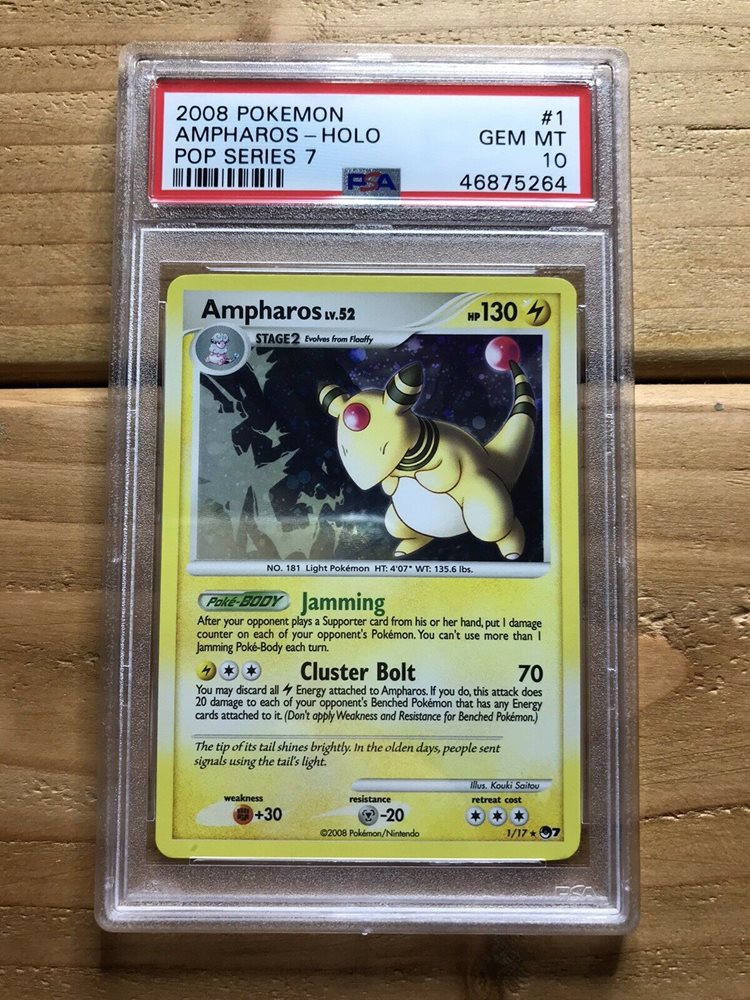 2008 POKEMON #1
AMPHAROS – HOLO GEM MT
POP SERIES 7 10
PSA 46875264
Ampharos LV.52 HP 130
STAGE2 Evolves from Flaaffy
NO. 181 Light Pokémon HT: 4'07" WT: 135.6 lbs.
Poké-BODY Jamming
After your opponent plays a Supporter card from his or her hand, put 1 damage
counter on each of your opponent's Pokémon. You can't use more than 1
Jamming Poké-Body each turn.
Cluster Bolt 70
You may discard all Energy attached to Ampharos. If you do, this attack does
20 damage to each of your opponent's Benched Pokémon that has any Energy
cards attached to it. (Don't apply Weakness and Resistance for Benched Pokémon.)
The tip of its tail shines brightly. In the olden days, people sent
signals using the tail's light.
Illus. Kouki Saitou
weakness resistance retreat cost
+30 -20
©2008 Pokémon/Nintendo 1/17 ★ 7
PSA